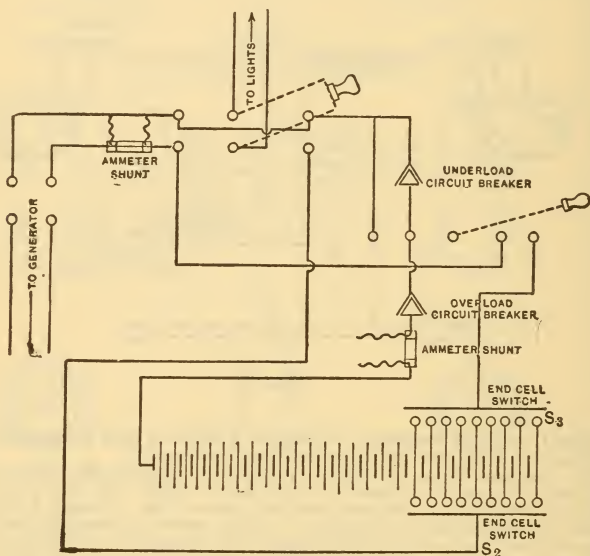 TO LIGHTS
AMMETER
SHUNT
UNDERLOAD
CIRCUIT BREAKER
TO GENERATOR
OVERLOAD
CIRCUIT BREAKER
AMMETER SHUNT
END CELL
SWITCH
S3
END CELL
SWITCH
S2